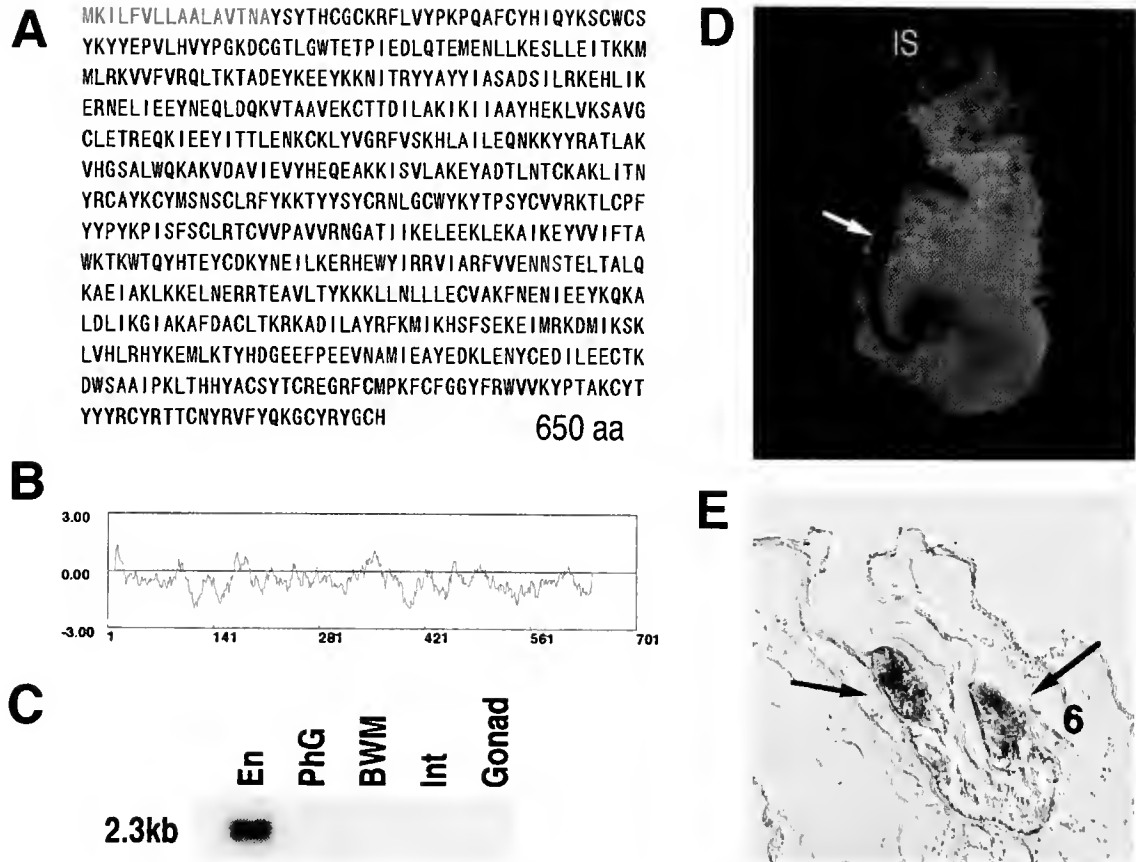 A
MKILFVLLAALAVTNAYSYTHCGCKRFLVYPKPQAFCYHIQYKSCWCS
YKYYEPVLHVYPGKDCGTLGWTETPIEDLQTEMENLLKESLLEITKKM
MLRKVVFVRQLTKTADEYKEEYKKNITRYYAYYIASADSILRKEHLIK
ERNELIEEYNEQLDQKVTAAVEKCTTDILAKIKIIAAYHEKLVKSAVG
CLETREQKIEEYITTLENKCKLYVGRFVSKHLAILEQNKKYYRATLAK
VHGSALWQKAKVDAVIEVYHEQEAKKISVLAKEYADTLNTCKAKLITN
YRCAYKCYMSNSCLRFYKKTYYSYCRNLGCWYKYTPSYCVVRKTLCPF
YYPYKPISFSCLRTCVVPAVVRNGATIIKELEEKLEKAIKEYVVIFTA
WKTKWTQYHTEYCDKYNEILKERHEWYIRRVIARFVVENNSTELTALQ
KAEIAKLKKELNERRTEAVLTYKKKLLNLLLECVAKFNENIEEYKQKA
LDLIKGIAKAFDACLTKRKADILAYRFKMIKHSFSEKEIMRKDMIKSK
LVHLRHYKEMLKTYHDGEEFPEEVNAMIEAYEDKLENYCEDILEECTK
DWSAAIPKLTHHYACSYTCREGRFCMPKFCFGGYFRWVVKYPTAKCYT
YYYRCYRTTCNYRVFYQKGCYRYGCH
650 aa
B
3.00
0.00
-3.00
1 141 281 421 561 701
C
En PhG BWM Int Gonad
2.3kb
D
IS
E
6